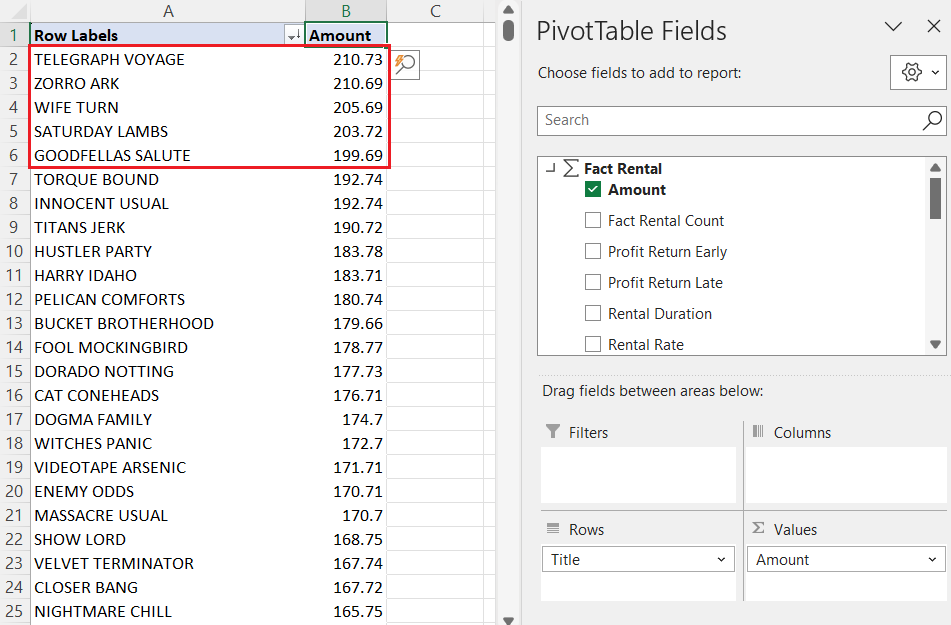 A B C
1 Row Labels Amount
2 TELEGRAPH VOYAGE 210.73
3 ZORRO ARK 210.69
4 WIFE TURN 205.69
5 SATURDAY LAMBS 203.72
6 GOODFELLAS SALUTE 199.69
7 TORQUE BOUND 192.74
8 INNOCENT USUAL 192.74
9 TITANS JERK 190.72
10 HUSTLER PARTY 183.78
11 HARRY IDAHO 183.71
12 PELICAN COMFORTS 180.74
13 BUCKET BROTHERHOOD 179.66
14 FOOL MOCKINGBIRD 178.77
15 DORADO NOTTING 177.73
16 CAT CONEHEADS 176.71
17 DOGMA FAMILY 174.7
18 WITCHES PANIC 172.7
19 VIDEOTAPE ARSENIC 171.71
20 ENEMY ODDS 170.71
21 MASSACRE USUAL 170.7
22 SHOW LORD 168.75
23 VELVET TERMINATOR 167.74
24 CLOSER BANG 167.72
25 NIGHTMARE CHILL 165.75
PivotTable Fields
Choose fields to add to report:
Search
Σ Fact Rental
Amount
Fact Rental Count
Profit Return Early
Profit Return Late
Rental Duration
Rental Rate
Drag fields between areas below:
Filters
Columns
Rows
Σ Values
Title
Amount